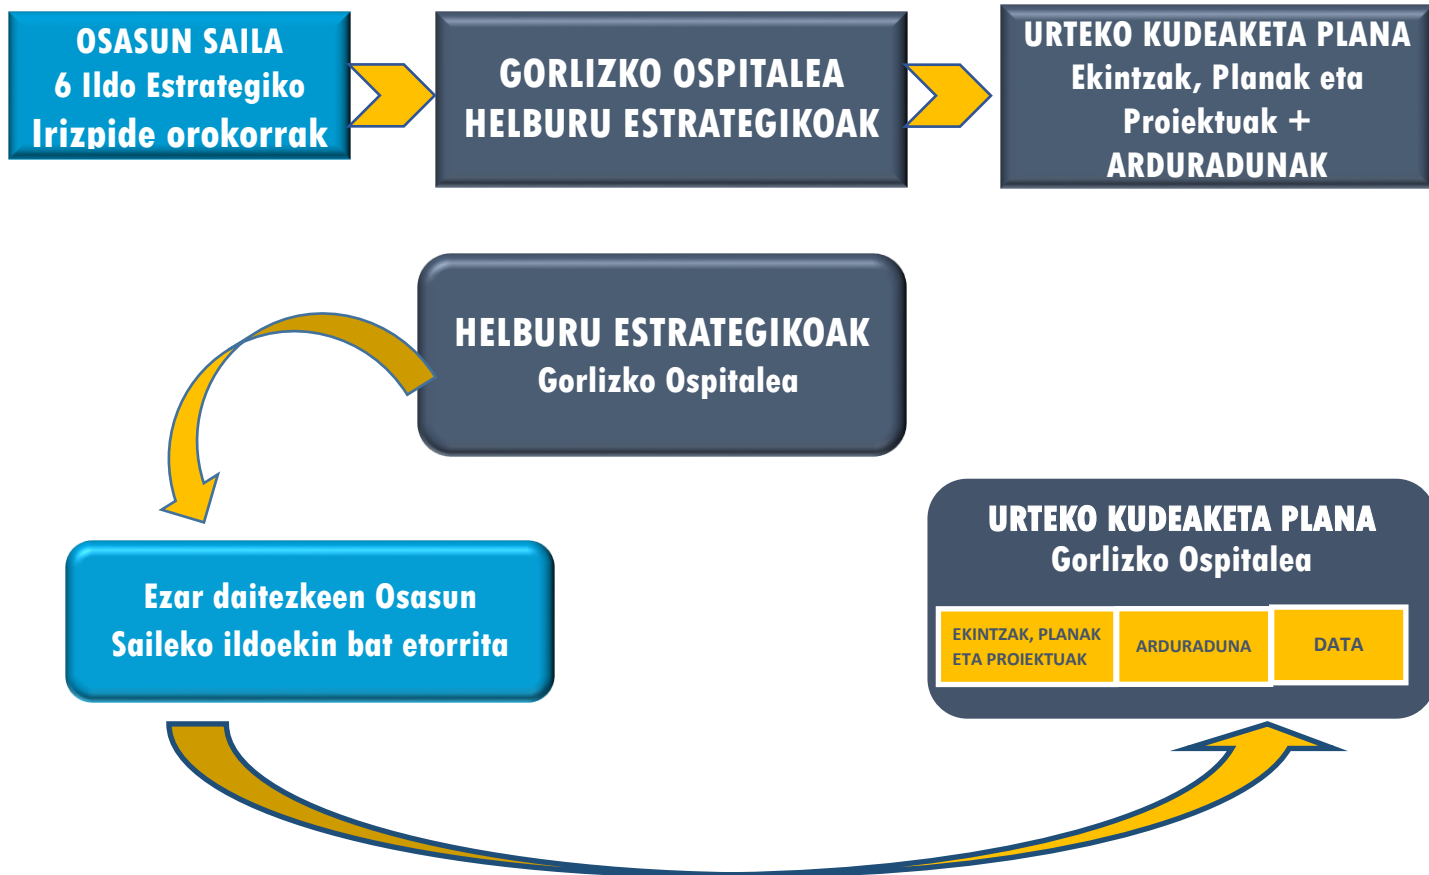 OSASUN SAILA
6 Ildo Estrategiko
Irizpide orokorrak
GORLIZKO OSPITALEA
HELBURU ESTRATEGIKOAK
URTEKO KUDEAKETA PLANA
Ekintzak, Planak eta
Proiektuak +
ARDURADUNAK
HELBURU ESTRATEGIKOAK
Gorlizko Ospitalea
Ezar daitezkeen Osasun
Saileko ildoekin bat etorrita
URTEKO KUDEAKETA PLANA
Gorlizko Ospitalea
EKINTZAK, PLANAK
ETA PROIEKTUAK
ARDURADUNA
DATA